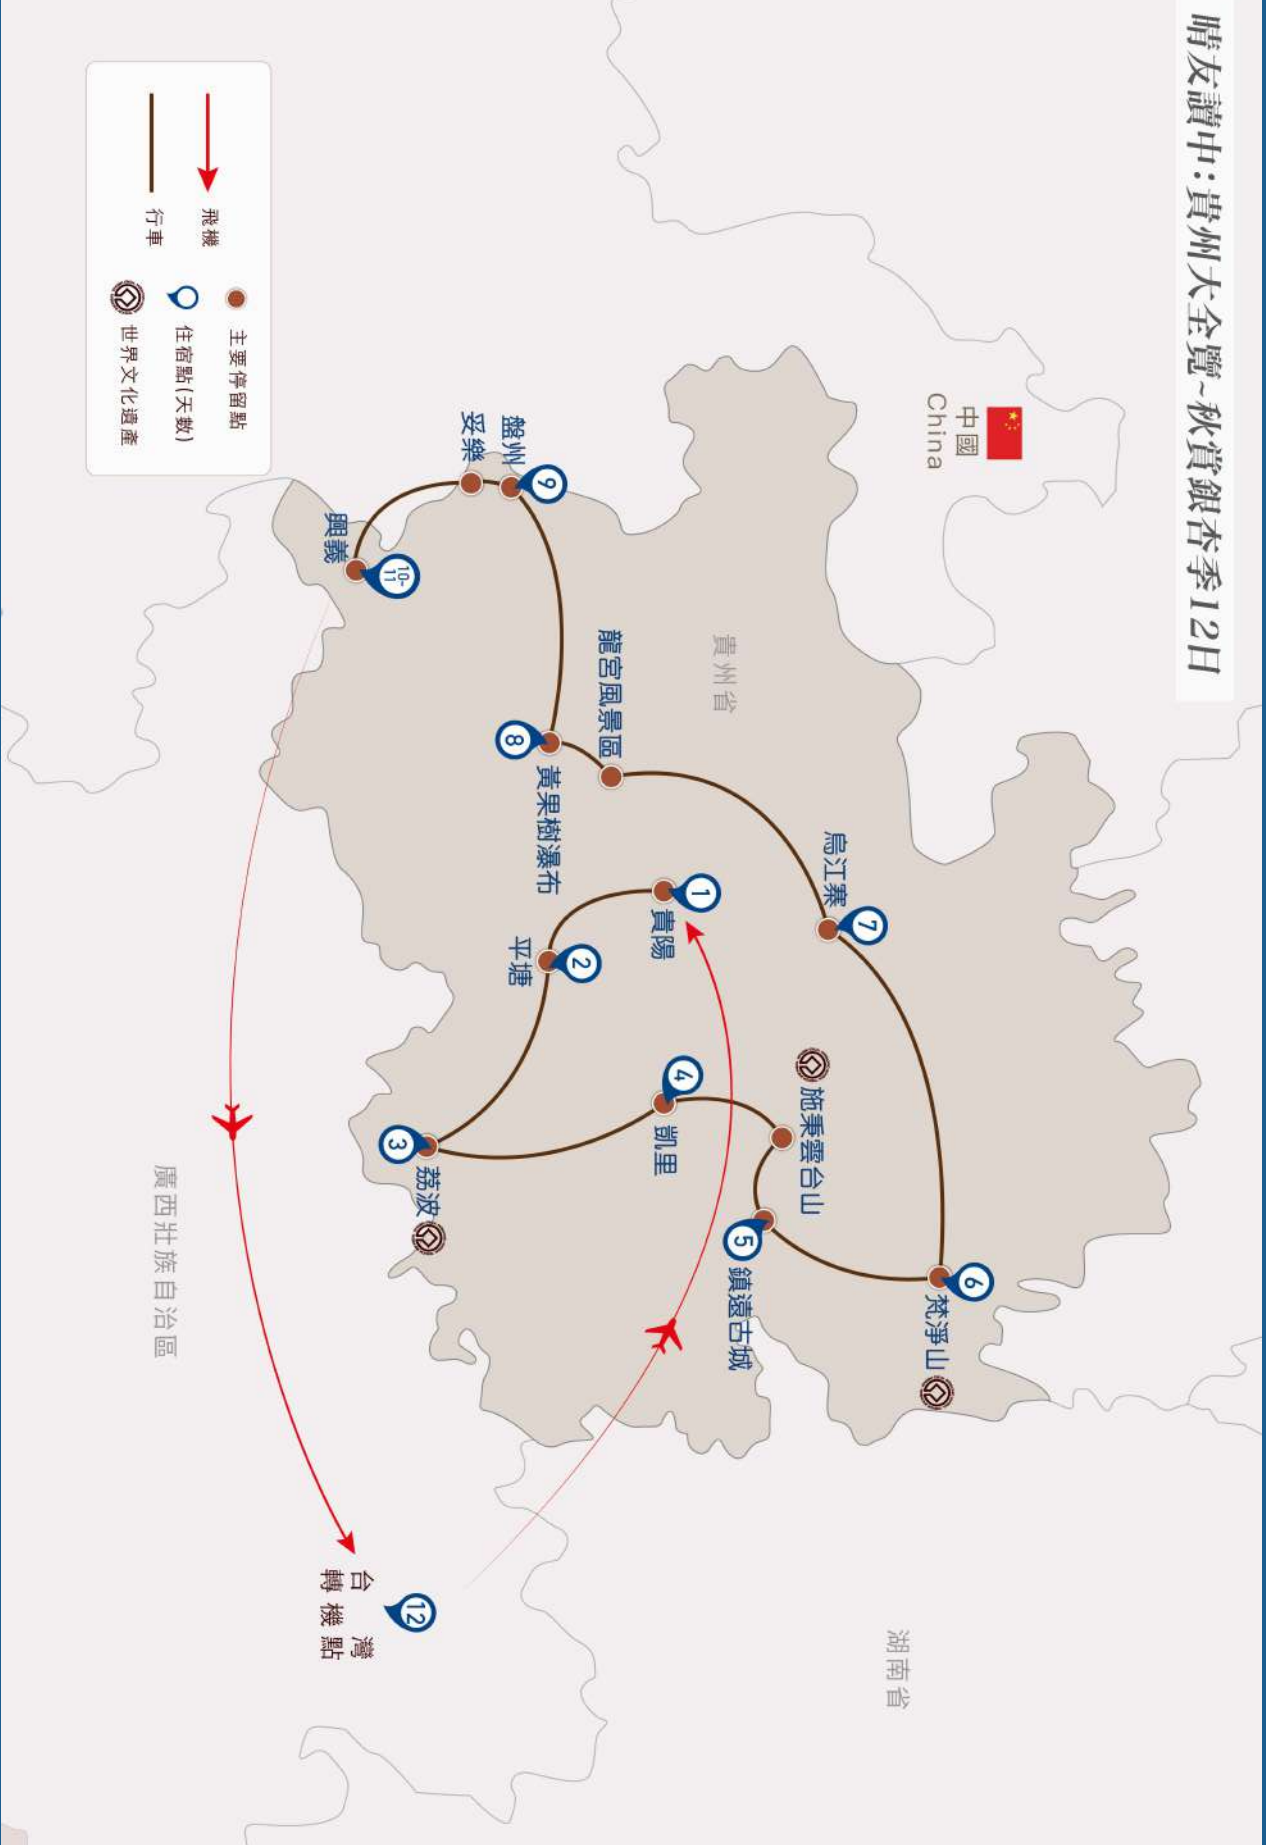 晴友讀中：貴州大全覽~秋賞銀杏季12日
中國
China
貴州省
湖南省
廣西壯族自治區
烏江寨
7
6
梵淨山
龍宮風景區
施秉雲台山
5
鎮遠古城
1
貴陽
4
凱里
盤州
9
妥樂
8
黃果樹瀑布
2
平塘
3
荔波
興義
10-
11
12
台灣
轉機點
主要停留點
飛機
住宿點(天數)
行車
世界文化遺產